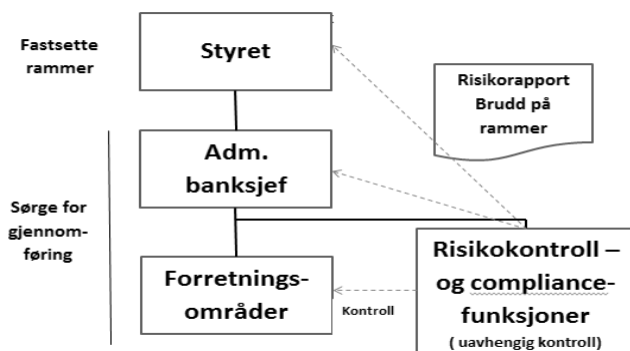 Fastsette
rammer
Styret
Risikorapport
Brudd på
rammer
Adm.
banksjef
Sørge for
gjennom-
føring
Forretnings-
områder
Kontroll
Risikokontroll –
og compliance-
funksjoner
( uavhengig kontroll)